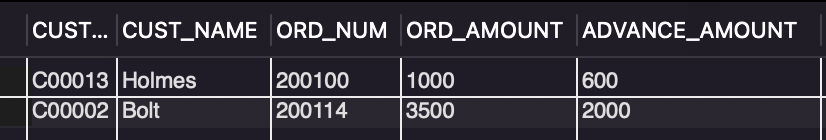 CUST... CUST_NAME ORD_NUM ORD_AMOUNT ADVANCE_AMOUNT
C00013 Holmes 200100 1000 600
C00002 Bolt 200114 3500 2000